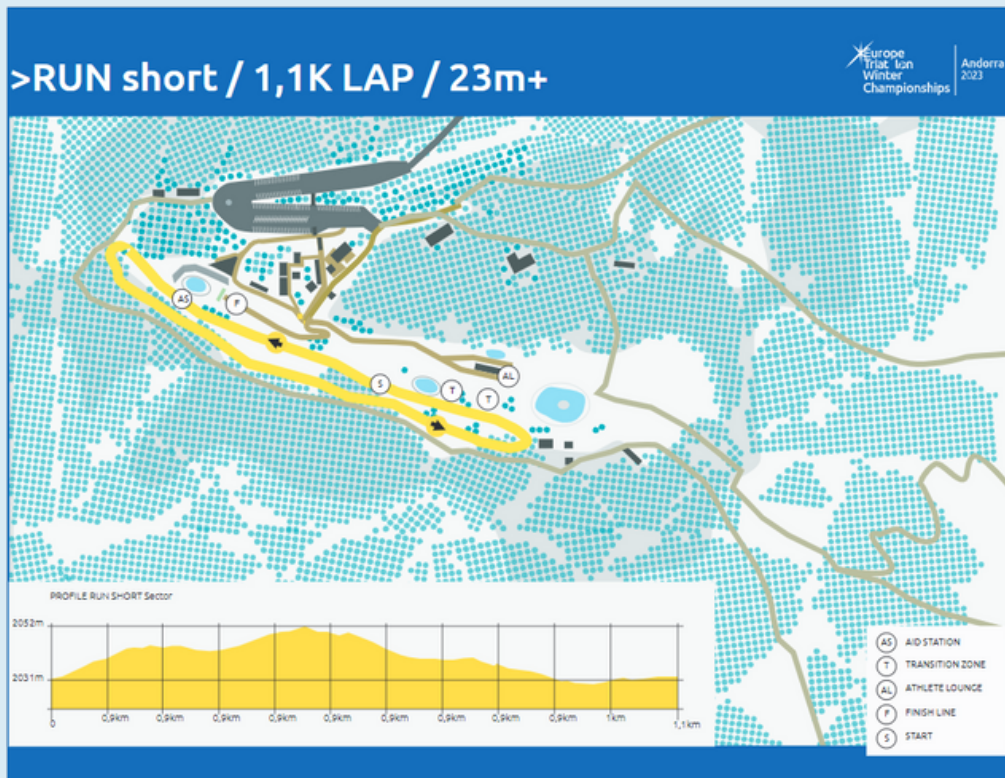 >RUN short / 1,1K LAP / 23m+
Europe
Triatlon
Winter
Championships
Andorra
2023
AS
F
S
T
T
AL
PROFILE RUN SHORT Sector
2052m
2031m
0
0,9km
0,9km
0,9km
0,9km
0,9km
0,9km
0,9km
0,9km
0,9km
1km
1,1km
AS AID STATION
T TRANSITION ZONE
AL ATHLETE LOUNGE
F FINISH LINE
S START